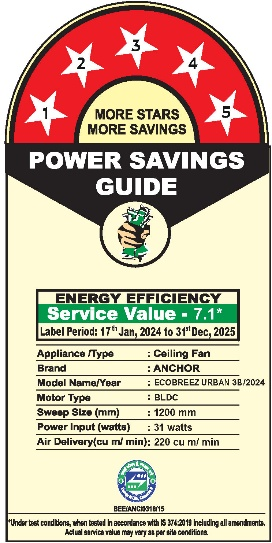 1 2 3 4 5
MORE STARS
MORE SAVINGS
POWER SAVINGS
GUIDE
ENERGY EFFICIENCY
Service Value - 7.1*
Label Period: 17th Jan, 2024 to 31st Dec, 2025
Appliance /Type : Ceiling Fan
Brand : ANCHOR
Model Name/Year : ECOBREEZ URBAN 3B/2024
Motor Type : BLDC
Sweep Size (mm) : 1200 mm
Power Input (watts) : 31 watts
Air Delivery(cu m/ min): 220 cu m/ min
*Under test conditions, when tested in accordance with IS 374:2019 including all amendments.
Actual service value may vary as per site conditions.